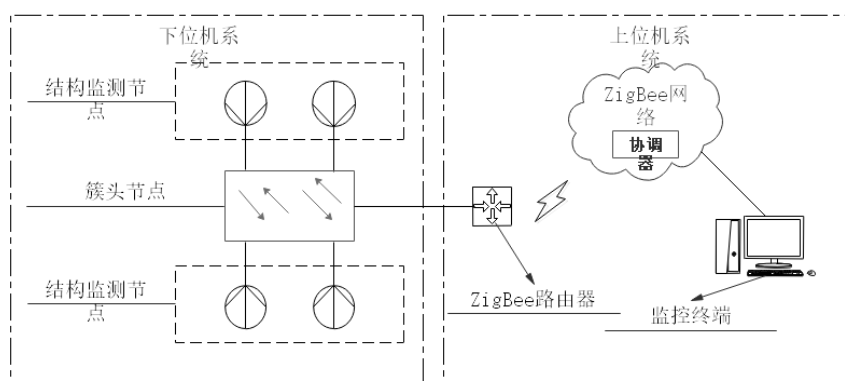 下位机系
统
上位机系
统
结构监测节
点
ZigBee网
络
协调
器
簇头节点
结构监测节
点
ZigBee路由器
监控终端